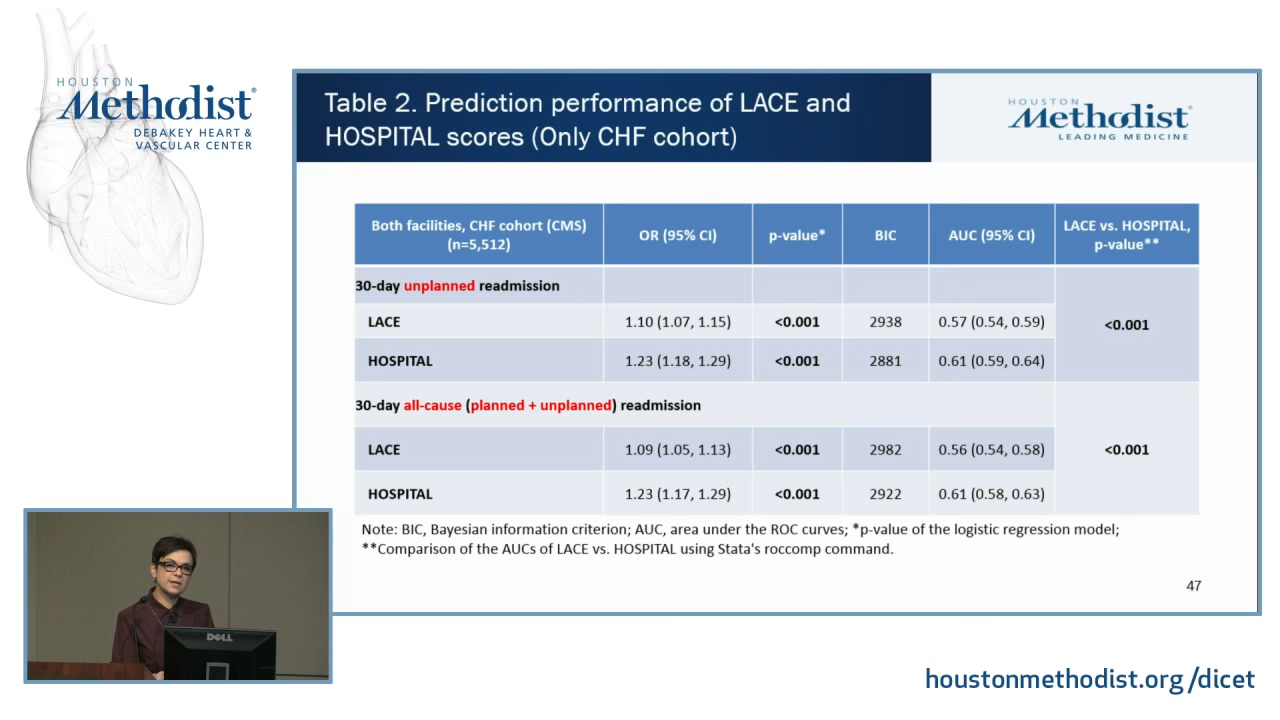 HOUSTON
Methodist®
DEBAKEY HEART &
VASCULAR CENTER
Table 2. Prediction performance of LACE and
HOSPITAL scores (Only CHF cohort)
HOUSTON
Methodist®
LEADING MEDICINE
Both facilities, CHF cohort (CMS) (n=5,512) OR (95% CI) p-value* BIC AUC (95% CI) LACE vs. HOSPITAL, p-value**
30-day unplanned readmission
LACE 1.10 (1.07, 1.15) <0.001 2938 0.57 (0.54, 0.59) <0.001
HOSPITAL 1.23 (1.18, 1.29) <0.001 2881 0.61 (0.59, 0.64)
30-day all-cause (planned + unplanned) readmission
LACE 1.09 (1.05, 1.13) <0.001 2982 0.56 (0.54, 0.58) <0.001
HOSPITAL 1.23 (1.17, 1.29) <0.001 2922 0.61 (0.58, 0.63)
Note: BIC, Bayesian information criterion; AUC, area under the ROC curves; *p-value of the logistic regression model;
**Comparison of the AUCs of LACE vs. HOSPITAL using Stata's roccomp command.
47
DELL
houstonmethodist.org/dicet